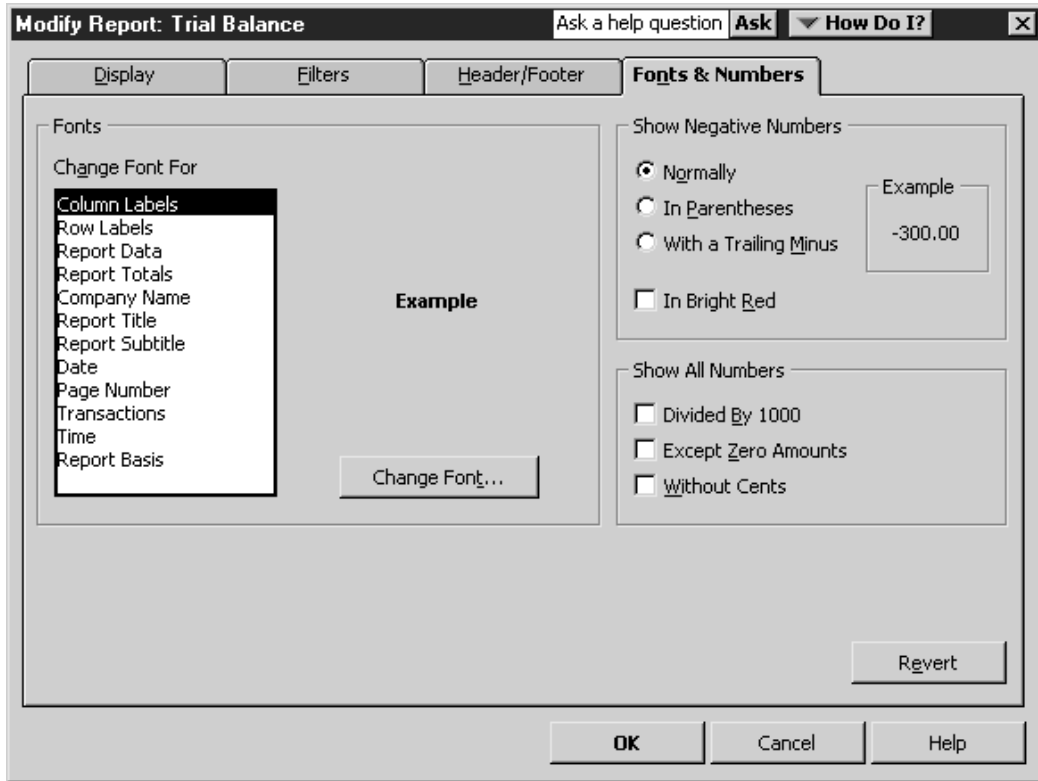 Modify Report: Trial Balance
Ask a help question Ask How Do I?
Display Filters Header/Footer Fonts & Numbers
Fonts
Change Font For
Column Labels
Row Labels
Report Data
Report Totals
Company Name
Report Title
Report Subtitle
Date
Page Number
Transactions
Time
Report Basis
Example
Change Font...
Show Negative Numbers
Normally
In Parentheses
With a Trailing Minus
Example
-300.00
In Bright Red
Show All Numbers
Divided By 1000
Except Zero Amounts
Without Cents
Revert
OK Cancel Help